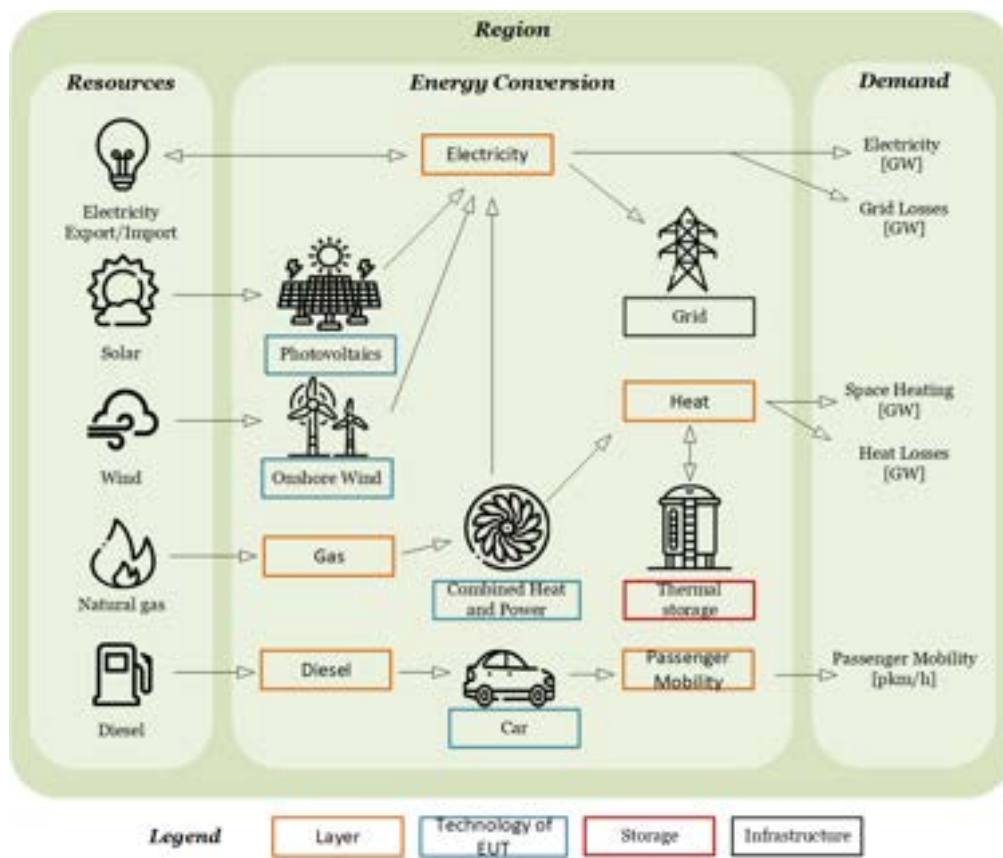 Region
Resources
Energy Conversion
Demand
Electricity
Electricity
[GW]
Electricity
Export/Import
Grid Losses
[GW]
Solar
Photovoltaics
Grid
Wind
Onshore Wind
Heat
Space Heating
[GW]
Heat Losses
[GW]
Natural gas
Gas
Combined Heat
and Power
Thermal
storage
Diesel
Diesel
Car
Passenger
Mobility
Passenger Mobility
[pkm/h]
Legend
Layer
Technology of
EUT
Storage
Infrastructure